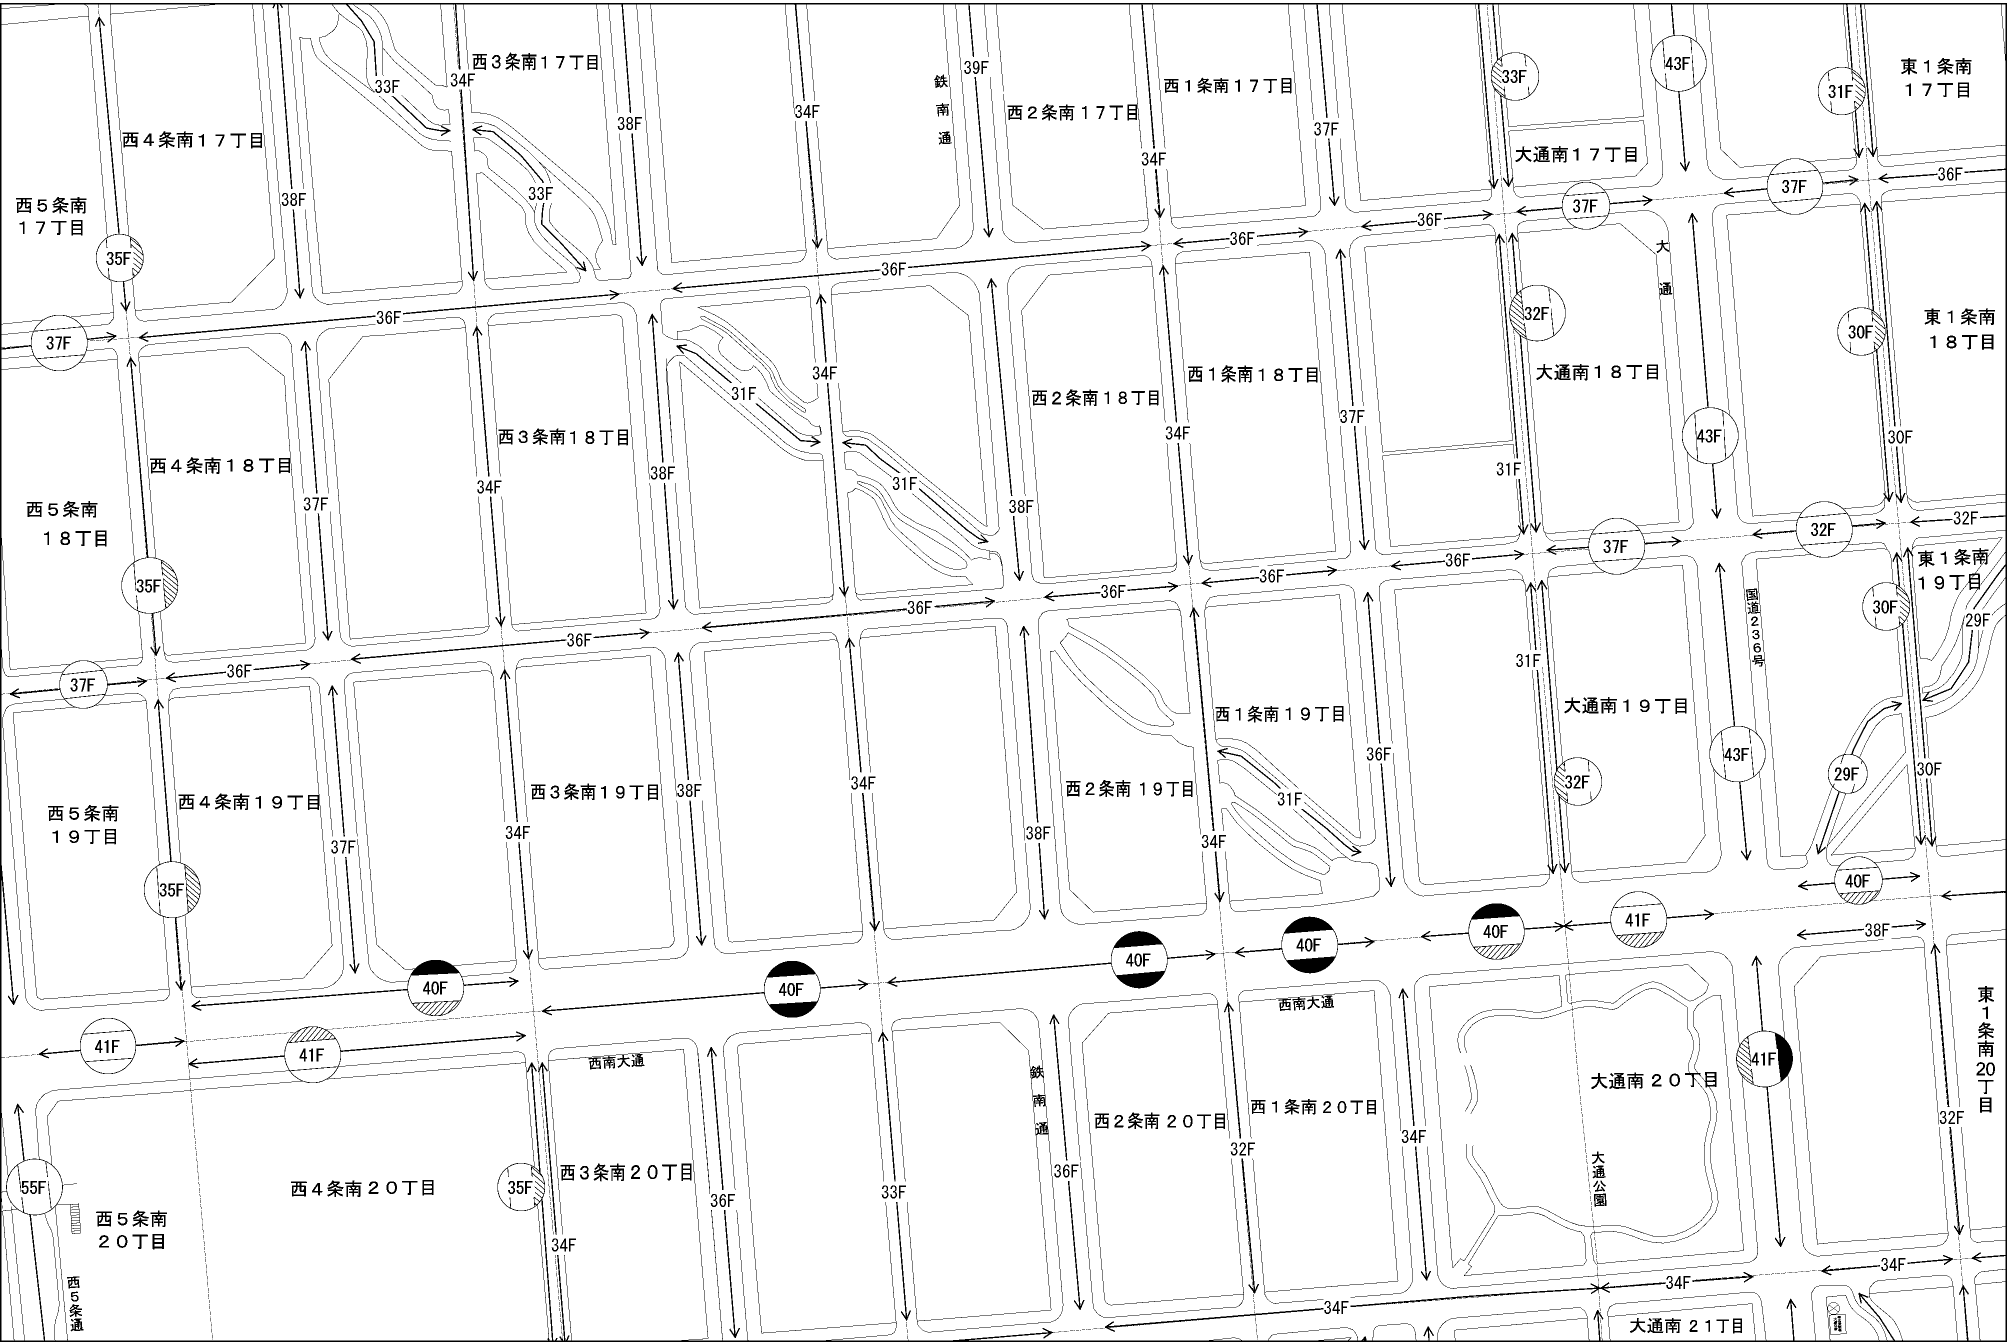 39F
33F
43F
西３条南１７丁目
東１条南
１７丁目
33F
34F
鉄南通
31F
34F
西２条南１７丁目
西１条南１７丁目
38F
37F
西４条南１７丁目
大通南１７丁目
34F
36F
37F
33F
38F
西５条南
１７丁目
37F
36F
36F
大通
35F
36F
36F
37F
32F
東１条南
１８丁目
30F
34F
31F
西２条南１８丁目
西１条南１８丁目
大通南１８丁目
37F
西４条南１８丁目
西３条南１８丁目
34F
43F
30F
38F
31F
31F
37F
34F
38F
西５条南
１８丁目
32F
32F
37F
36F
36F
東１条南
１９丁目
35F
36F
36F
30F
29F
36F
国道２３６号
36F
31F
37F
36F
西１条南１９丁目
大通南１９丁目
36F
43F
29F
30F
34F
32F
西３条南１９丁目
38F
西２条南１９丁目
31F
西５条南
１９丁目
西４条南１９丁目
34F
38F
34F
37F
35F
40F
40F
41F
38F
40F
40F
40F
40F
西南大通
41F
41F
西南大通
41F
鉄南通
大通南２０丁目
東１条南20丁目
西２条南２０丁目
西１条南２０丁目
34F
32F
32F
西４条南２０丁目
35F
西３条南２０丁目
36F
36F
33F
大通公園
55F
西５条南
２０丁目
34F
西５条通
34F
34F
34F
大通南２１丁目